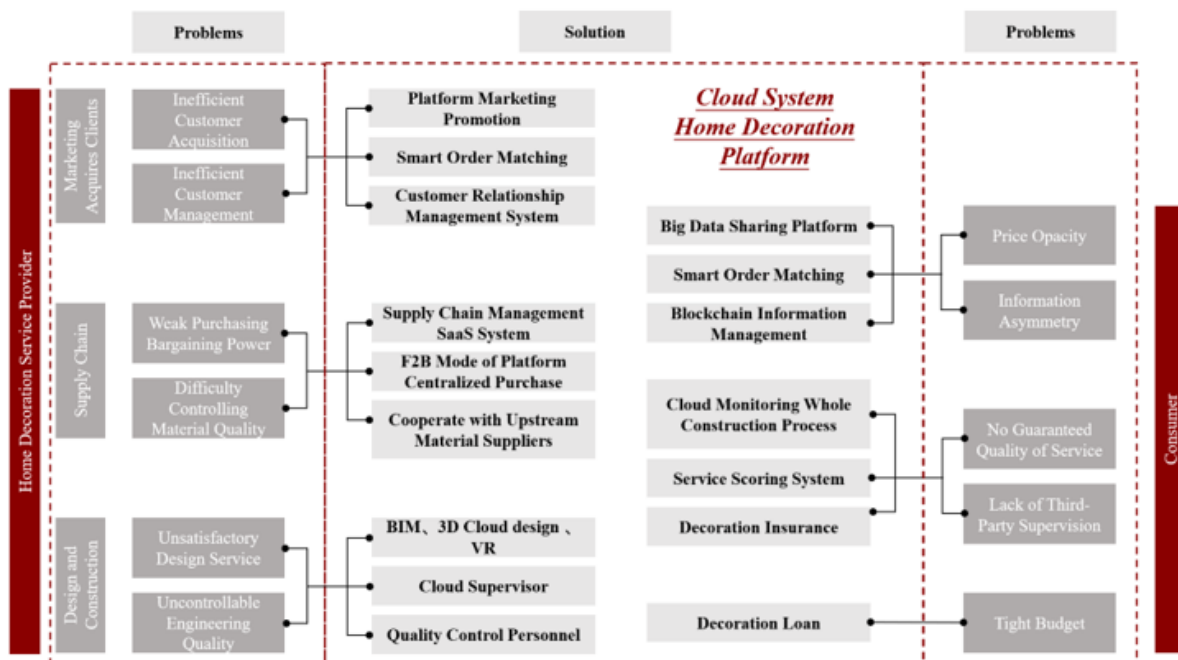 Problems
Solution
Problems
Home Decoration Service Provider
Marketing
Acquires Clients
Inefficient
Customer
Acquisition
Inefficient
Customer
Management
Platform Marketing
Promotion
Smart Order Matching
Customer Relationship
Management System
Supply Chain
Weak Purchasing
Bargaining Power
Difficulty
Controlling
Material Quality
Supply Chain Management
SaaS System
F2B Mode of Platform
Centralized Purchase
Cooperate with Upstream
Material Suppliers
Design and
Construction
Unsatisfactory
Design Service
Uncontrollable
Engineering
Quality
BIM、3D Cloud design 、
VR
Cloud Supervisor
Quality Control Personnel
Cloud System
Home Decoration
Platform
Big Data Sharing Platform
Smart Order Matching
Blockchain Information
Management
Price Opacity
Information
Asymmetry
Cloud Monitoring Whole
Construction Process
Service Scoring System
Decoration Insurance
No Guaranteed
Quality of Service
Lack of Third-
Party Supervision
Decoration Loan
Tight Budget
Consumer